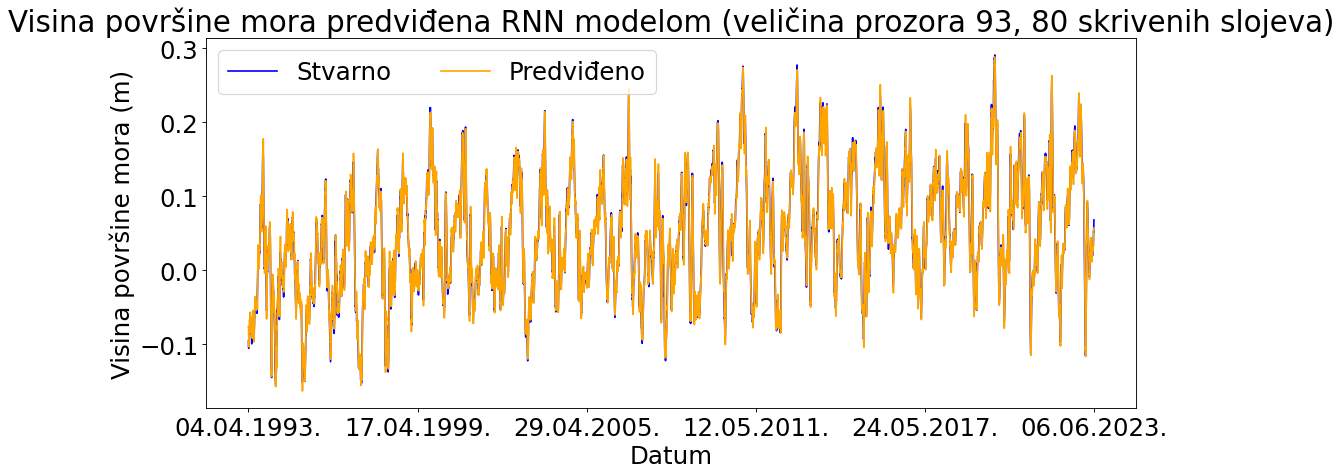 Visina površine mora predviđena RNN modelom (veličina prozora 93, 80 skrivenih slojeva)
Stvarno Predviđeno
Visina površine mora (m)
0.3
0.2
0.1
0.0
−0.1
04.04.1993. 17.04.1999. 29.04.2005. 12.05.2011. 24.05.2017. 06.06.2023.
Datum